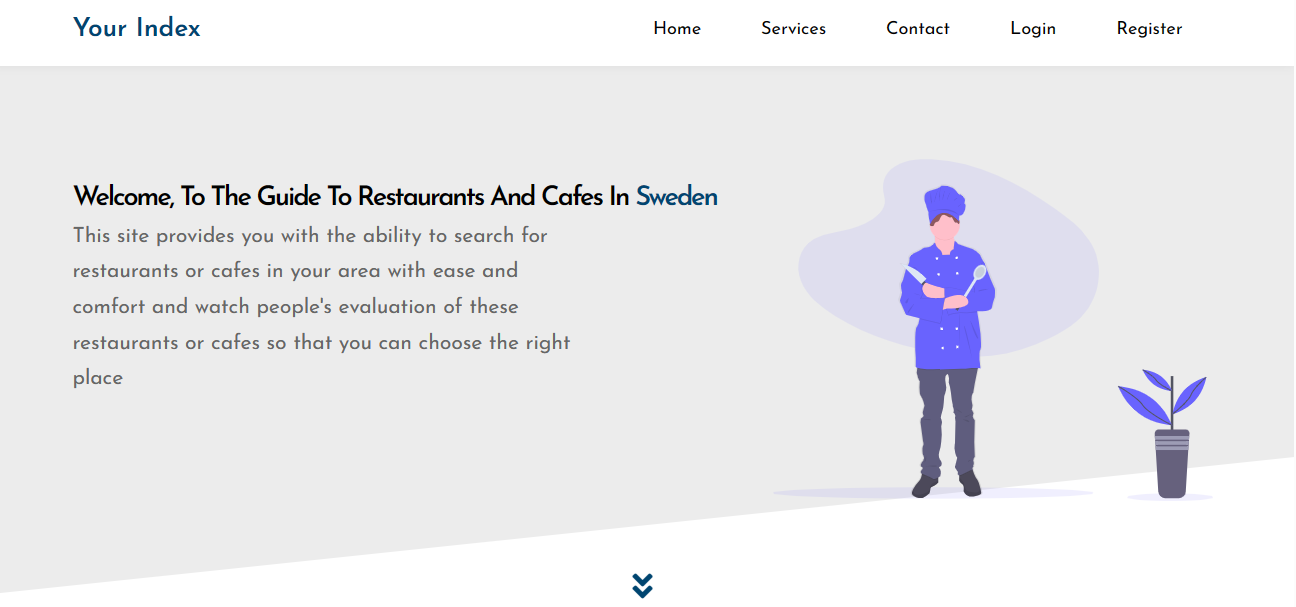 Your Index
Home Services Contact Login Register
Welcome, To The Guide To Restaurants And Cafes In Sweden
This site provides you with the ability to search for
restaurants or cafes in your area with ease and
comfort and watch people's evaluation of these
restaurants or cafes so that you can choose the right
place